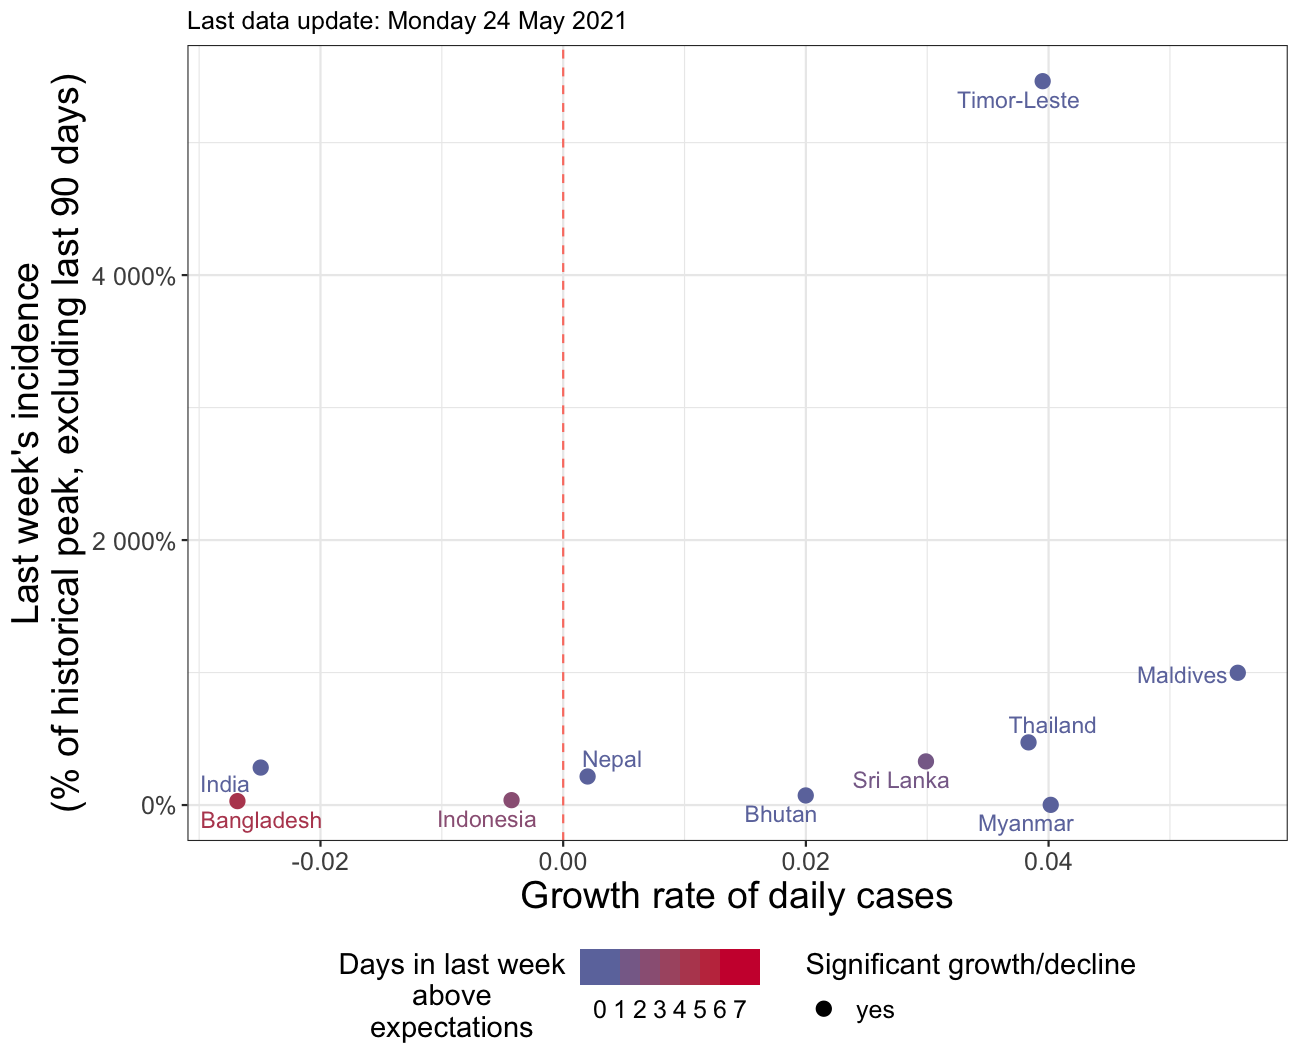 Last data update: Monday 24 May 2021
Last week's incidence
(% of historical peak, excluding last 90 days)
4 000%
2 000%
0%
Timor-Leste
Maldives
Thailand
Nepal
Sri Lanka
India
Bhutan
Bangladesh
Indonesia
Myanmar
-0.02 0.00 0.02 0.04
Growth rate of daily cases
Days in last week
above
expectations
0 1 2 3 4 5 6 7
Significant growth/decline
yes